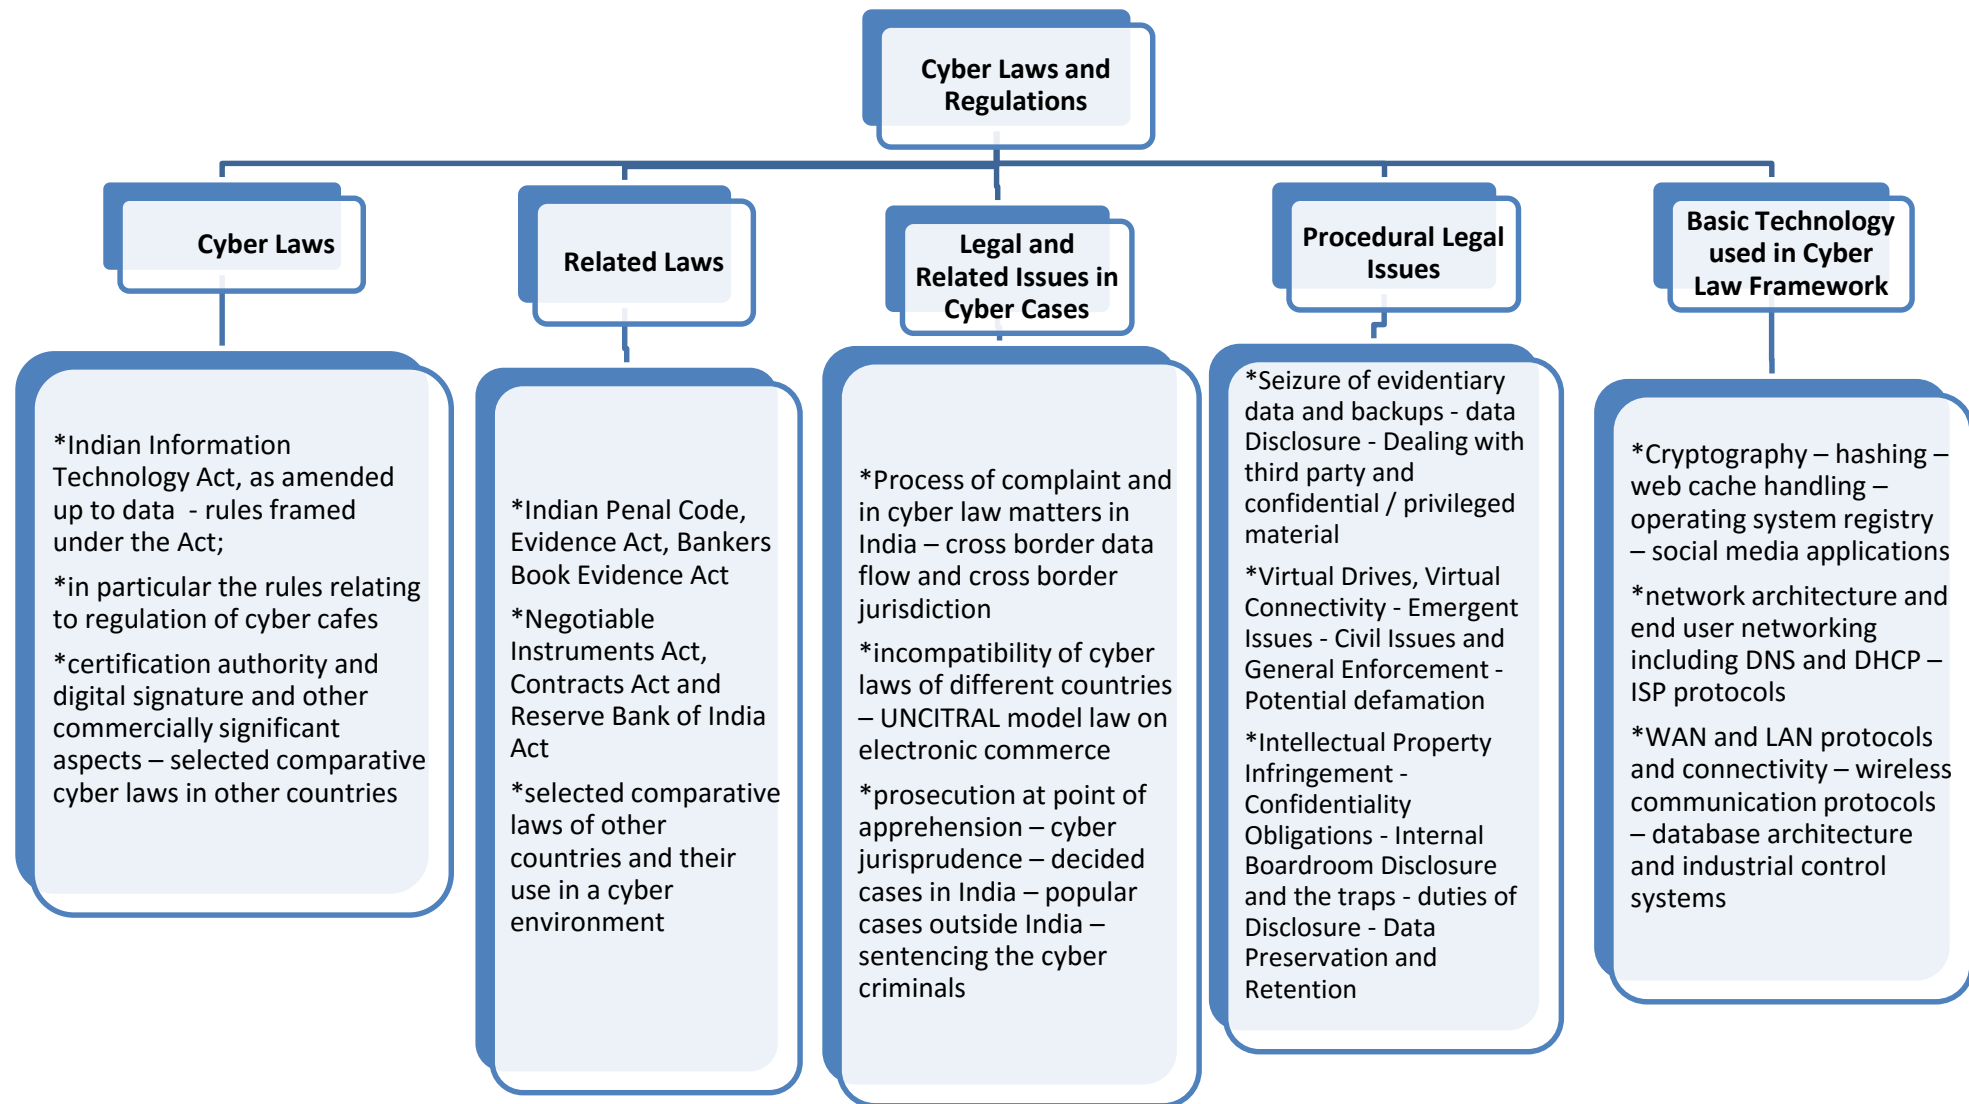 Cyber Laws and
Regulations
Cyber Laws
*Indian Information
Technology Act, as amended
up to data - rules framed
under the Act;
*in particular the rules relating
to regulation of cyber cafes
*certification authority and
digital signature and other
commercially significant
aspects – selected comparative
cyber laws in other countries
Related Laws
*Indian Penal Code,
Evidence Act, Bankers
Book Evidence Act
*Negotiable
Instruments Act,
Contracts Act and
Reserve Bank of India
Act
*selected comparative
laws of other
countries and their
use in a cyber
environment
Legal and
Related Issues in
Cyber Cases
*Process of complaint and
in cyber law matters in
India – cross border data
flow and cross border
jurisdiction
*incompatibility of cyber
laws of different countries
– UNCITRAL model law on
electronic commerce
*prosecution at point of
apprehension – cyber
jurisprudence – decided
cases in India – popular
cases outside India –
sentencing the cyber
criminals
Procedural Legal
Issues
*Seizure of evidentiary
data and backups - data
Disclosure - Dealing with
third party and
confidential / privileged
material
*Virtual Drives, Virtual
Connectivity - Emergent
Issues - Civil Issues and
General Enforcement -
Potential defamation
*Intellectual Property
Infringement -
Confidentiality
Obligations - Internal
Boardroom Disclosure
and the traps - duties of
Disclosure - Data
Preservation and
Retention
Basic Technology
used in Cyber
Law Framework
*Cryptography – hashing –
web cache handling –
operating system registry
– social media applications
*network architecture and
end user networking
including DNS and DHCP –
ISP protocols
*WAN and LAN protocols
and connectivity – wireless
communication protocols
– database architecture
and industrial control
systems